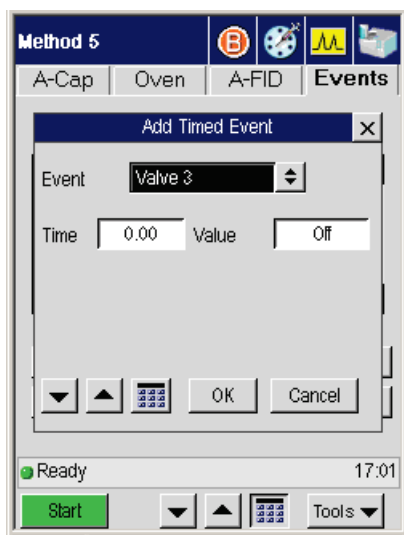 Method 5
B
A-Cap Oven A-FID Events
Add Timed Event
Event Valve 3
Time 0.00 Value Off
OK Cancel
Ready 17:01
Start Tools